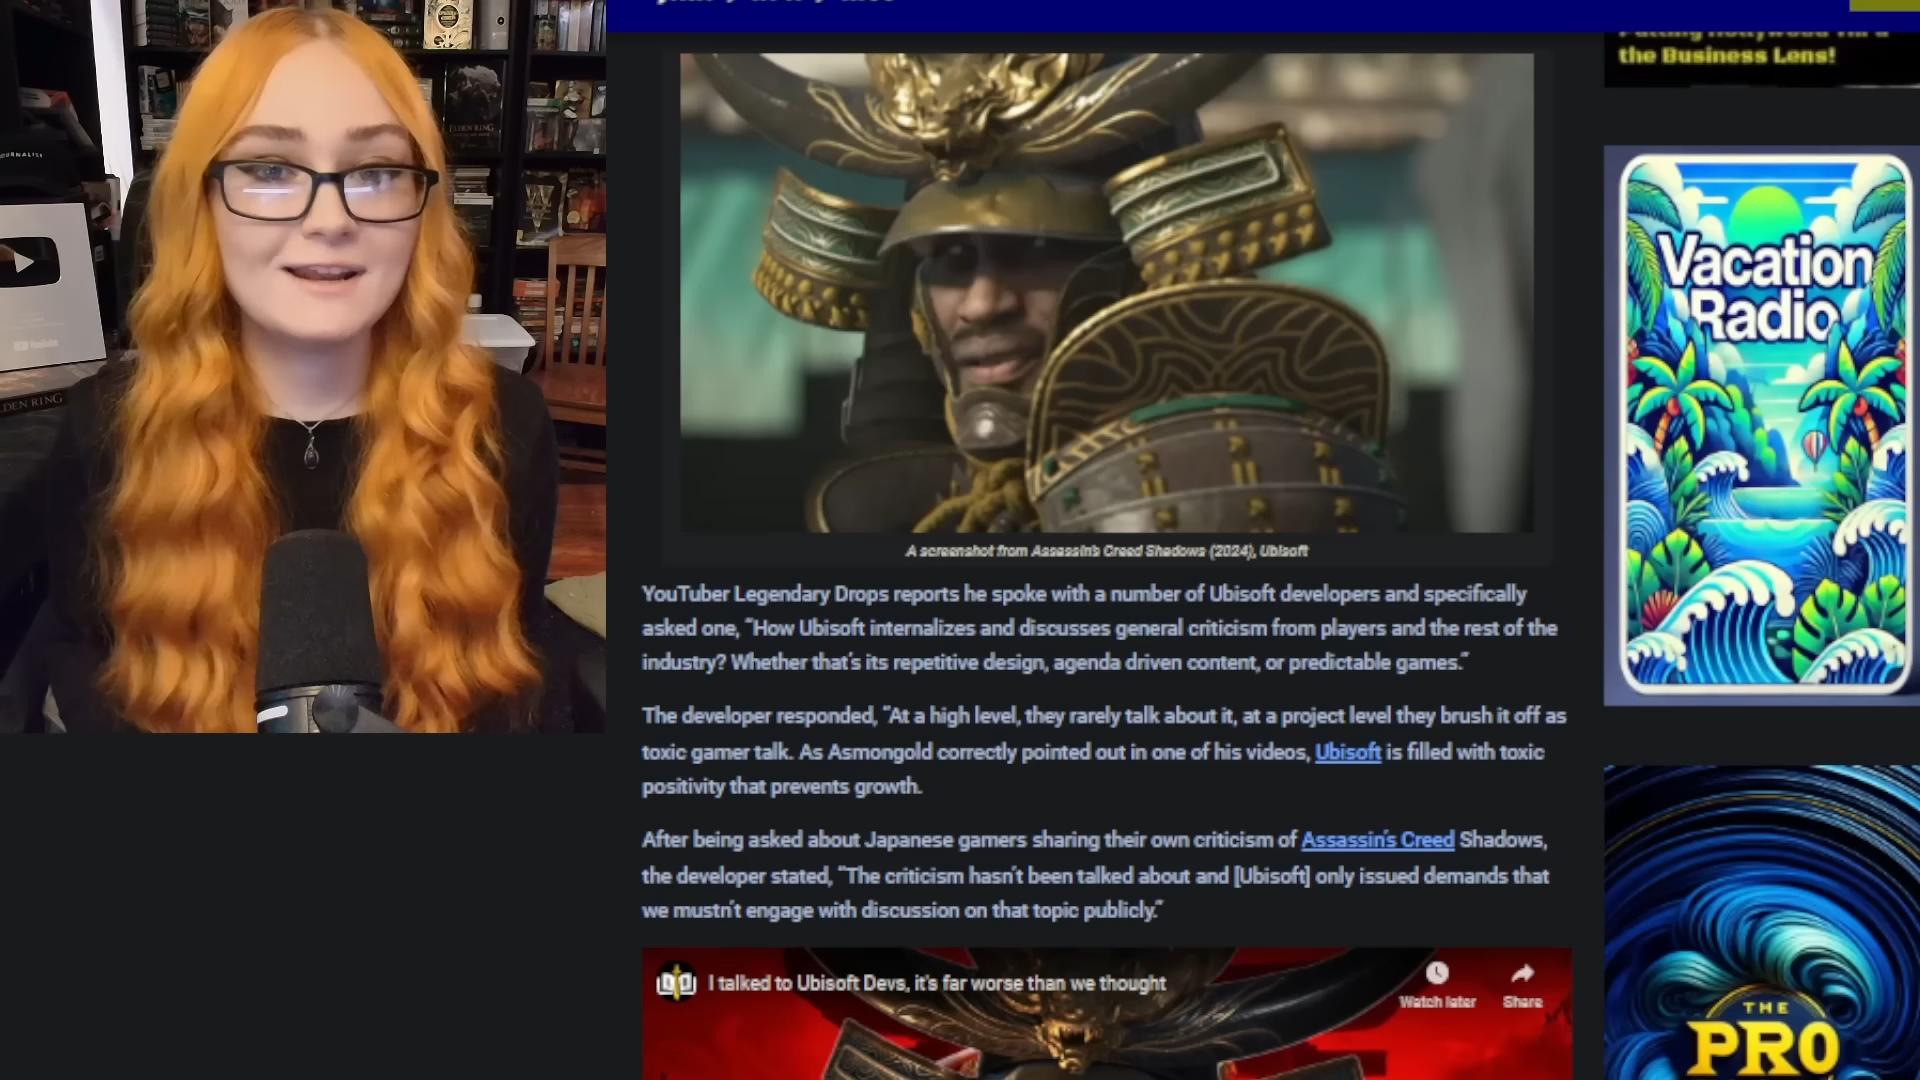 the Business Lens!
OURNALIST
ELDEN RING
YouTube
LDEN RING
Vacation
Radio
A screenshot from Assassin's Creed Shadows (2024), Ubisoft
YouTuber Legendary Drops reports he spoke with a number of Ubisoft developers and specifically
asked one, “How Ubisoft internalizes and discusses general criticism from players and the rest of the
industry? Whether that's its repetitive design, agenda driven content, or predictable games.”
The developer responded, “At a high level, they rarely talk about it, at a project level they brush it off as
toxic gamer talk. As Asmongold correctly pointed out in one of his videos, Ubisoft is filled with toxic
positivity that prevents growth.
After being asked about Japanese gamers sharing their own criticism of Assassin's Creed Shadows,
the developer stated, “The criticism hasn't been talked about and [Ubisoft] only issued demands that
we mustn't engage with discussion on that topic publicly.”
I talked to Ubisoft Devs, it's far worse than we thought
Watch later
Share
THE
PRO